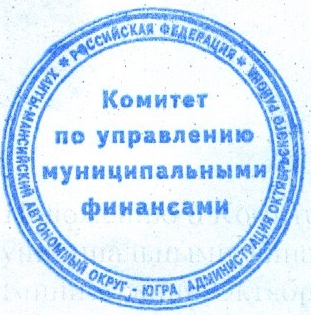 * РОССИЙСКАЯ ФЕДЕРАЦИЯ *
ХАНТЫ-МАНСИЙСКИЙ АВТОНОМНЫЙ ОКРУГ - ЮГРА АДМИНИСТРАЦИЯ ОКТЯБРЬСКОГО РАЙОНА
Комитет
по управлению
муниципальными
финансами